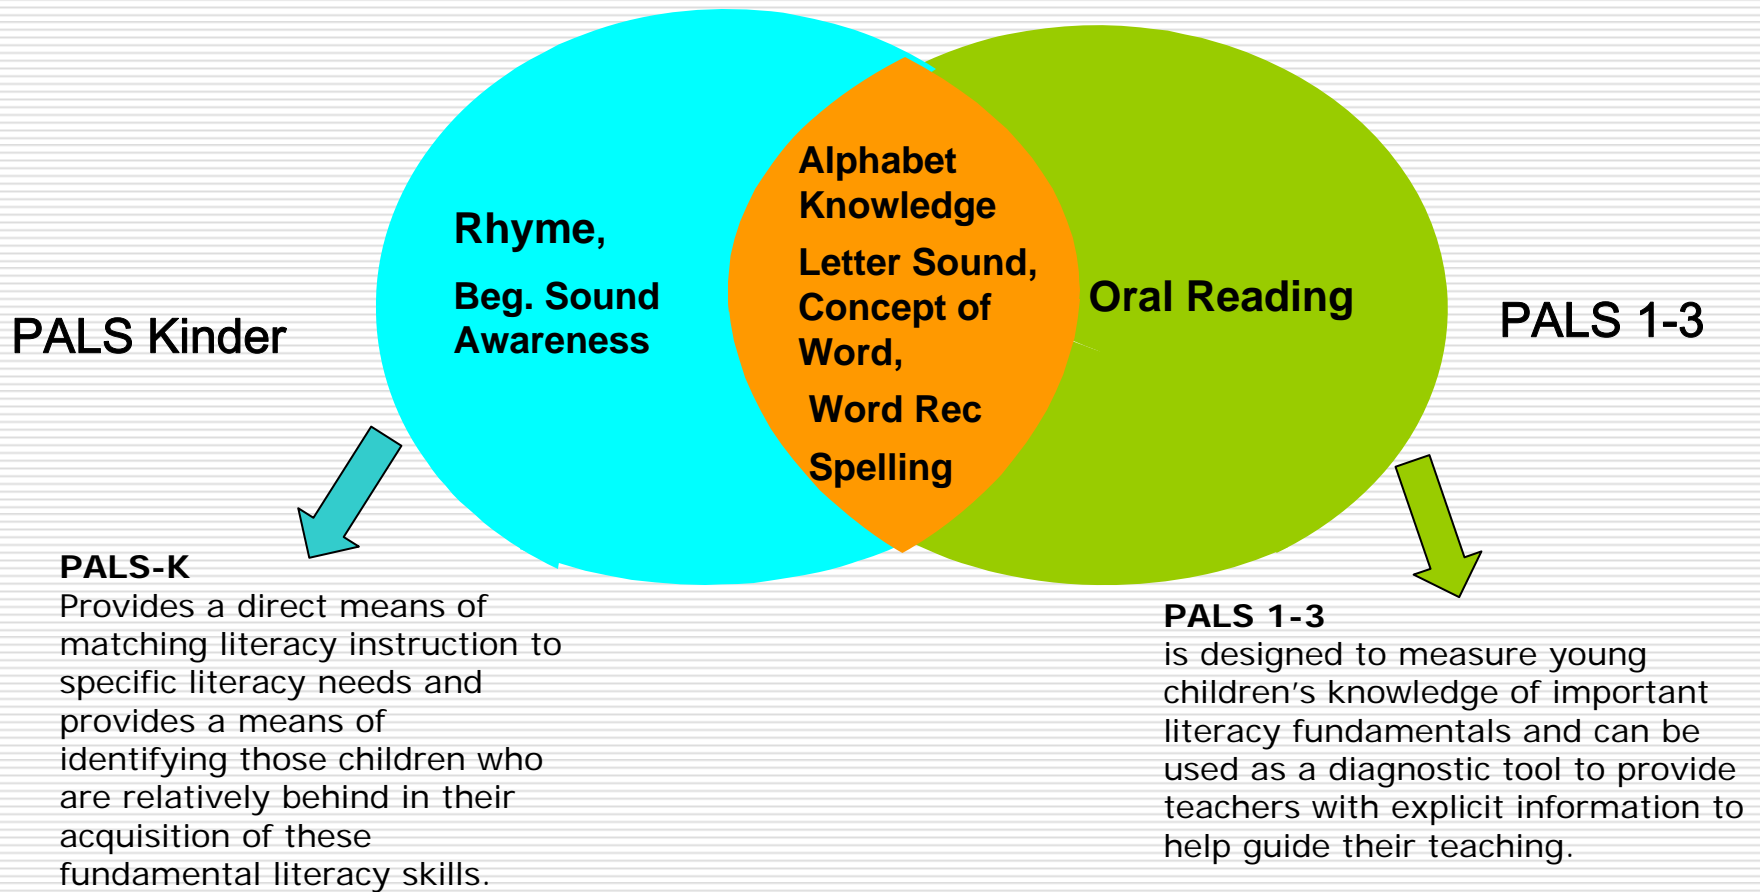 PALS Kinder
Rhyme,
Beg. Sound
Awareness
Alphabet
Knowledge
Letter Sound,
Concept of
Word,
Word Rec
Spelling
Oral Reading
PALS 1-3
PALS-K
Provides a direct means of
matching literacy instruction to
specific literacy needs and
provides a means of
identifying those children who
are relatively behind in their
acquisition of these
fundamental literacy skills.
PALS 1-3
is designed to measure young
children’s knowledge of important
literacy fundamentals and can be
used as a diagnostic tool to provide
teachers with explicit information to
help guide their teaching.